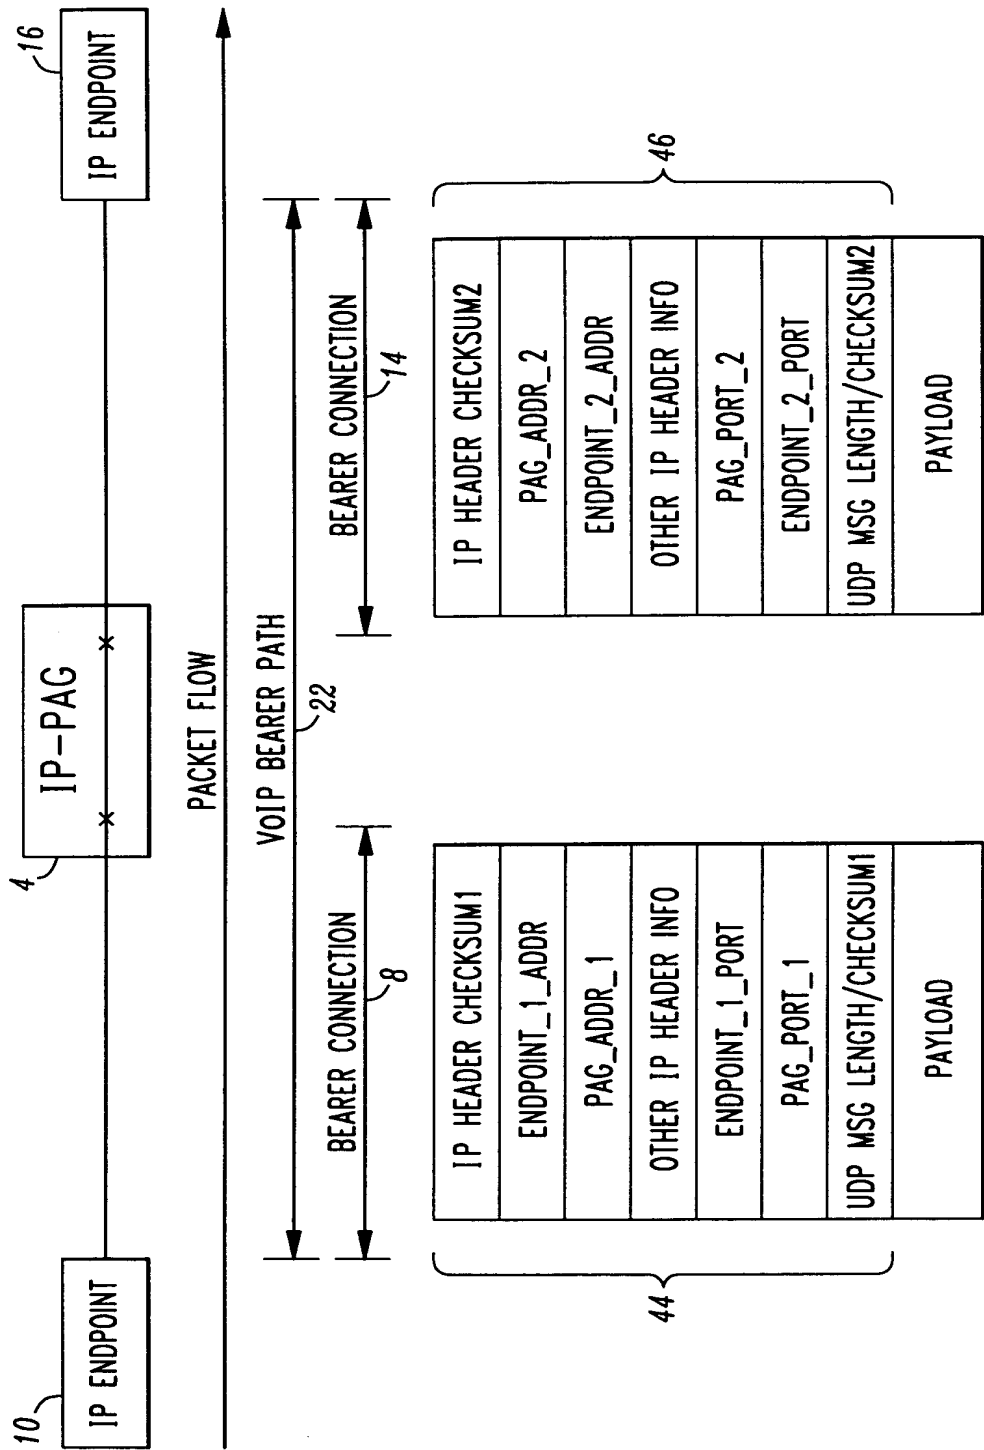 10
IP ENDPOINT
4
IP-PAG
16
IP ENDPOINT
PACKET FLOW
VOIP BEARER PATH
22
BEARER CONNECTION
8
BEARER CONNECTION
14
44
IP HEADER CHECKSUM1
ENDPOINT_1_ADDR
PAG_ADDR_1
OTHER IP HEADER INFO
ENDPOINT_1_PORT
PAG_PORT_1
UDP MSG LENGTH/CHECKSUM1
PAYLOAD
IP HEADER CHECKSUM2
PAG_ADDR_2
ENDPOINT_2_ADDR
OTHER IP HEADER INFO
PAG_PORT_2
ENDPOINT_2_PORT
UDP MSG LENGTH/CHECKSUM2
PAYLOAD
46